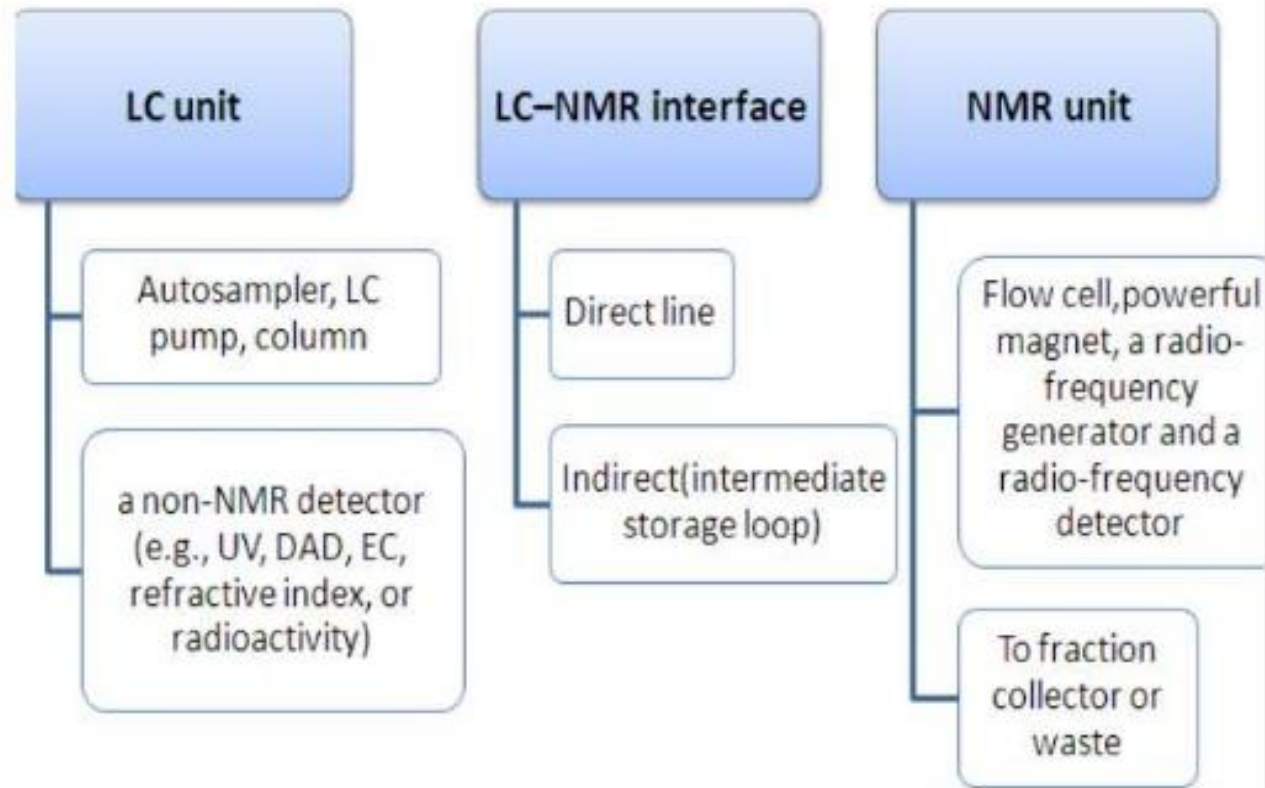 LC unit
Autosampler, LC
pump, column
a non-NMR detector
(e.g., UV, DAD, EC,
refractive index, or
radioactivity)
LC–NMR interface
Direct line
Indirect(intermediate
storage loop)
NMR unit
Flow cell,powerful
magnet, a radio-
frequency
generator and a
radio-frequency
detector
To fraction
collector or
waste